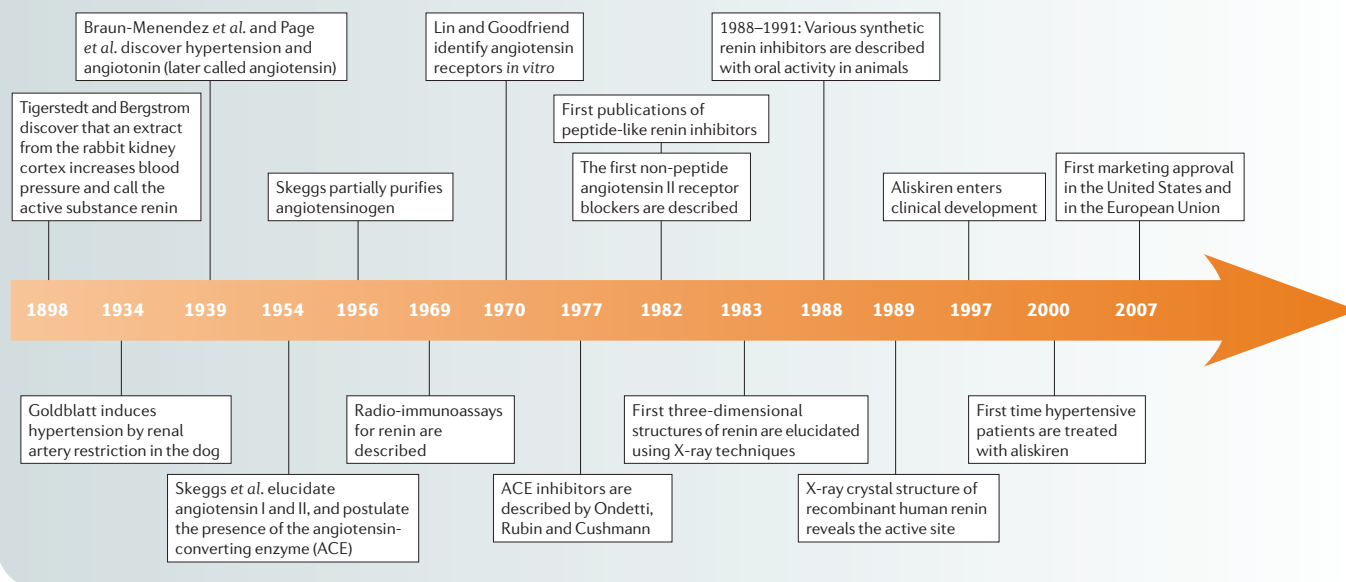 Braun-Menendez et al. and Page
et al. discover hypertension and
angiotonin (later called angiotensin)
Lin and Goodfriend
identify angiotensin
receptors in vitro
1988–1991: Various synthetic
renin inhibitors are described
with oral activity in animals
Tigerstedt and Bergstrom
discover that an extract
from the rabbit kidney
cortex increases blood
pressure and call the
active substance renin
First publications of
peptide-like renin inhibitors
Skeggs partially purifies
angiotensinogen
The first non-peptide
angiotensin II receptor
blockers are described
Aliskiren enters
clinical development
First marketing approval
in the United States and
in the European Union
1898 1934 1939 1954 1956 1969 1970 1977 1982 1983 1988 1989 1997 2000 2007
Goldblatt induces
hypertension by renal
artery restriction in the dog
Radio-immunoassays
for renin are
described
First three-dimensional
structures of renin are elucidated
using X-ray techniques
First time hypertensive
patients are treated
with aliskiren
Skeggs et al. elucidate
angiotensin I and II, and postulate
the presence of the angiotensin-
converting enzyme (ACE)
ACE inhibitors are
described by Ondetti,
Rubin and Cushmann
X-ray crystal structure of
recombinant human renin
reveals the active site